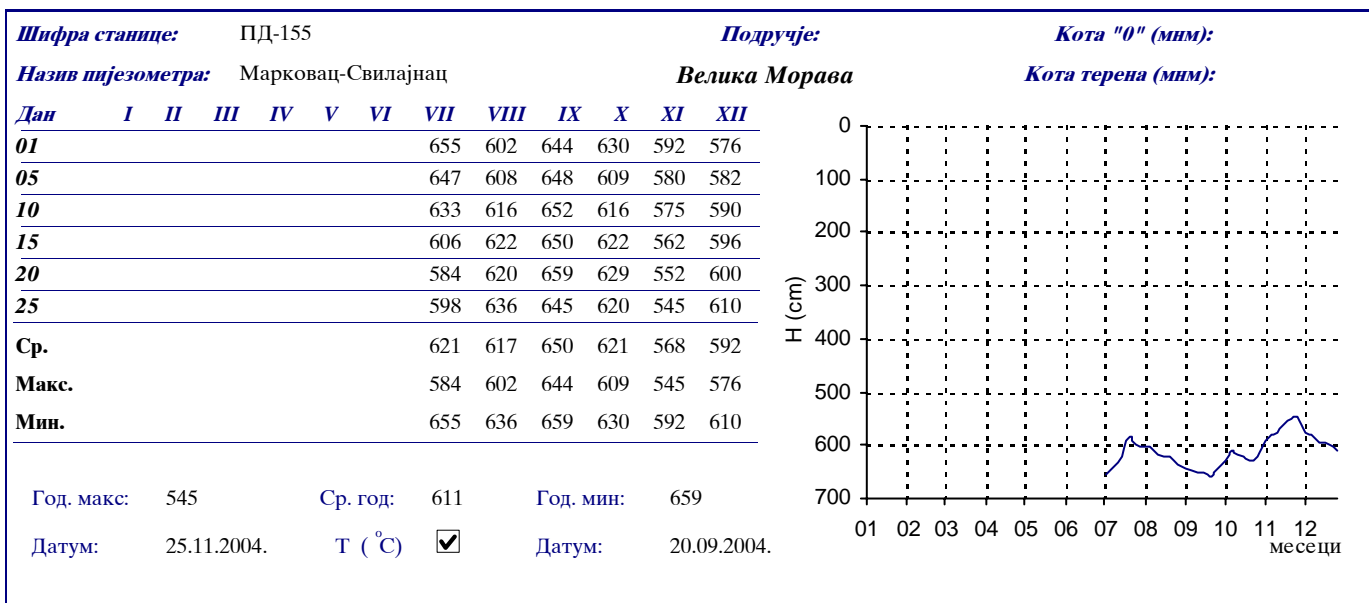 Шифра станице: ПД-155 Подручје: Кота "0" (мнм):
Назив пијезометра: Марковац-Свилајнац Велика Морава Кота терена (мнм):
Дан I II III IV V VI VII VIII IX X XI XII
01 655 602 644 630 592 576
05 647 608 648 609 580 582
10 633 616 652 616 575 590
15 606 622 650 622 562 596
20 584 620 659 629 552 600
25 598 636 645 620 545 610
Ср. 621 617 650 621 568 592
Макс. 584 602 644 609 545 576
Мин. 655 636 659 630 592 610
Год. макс: 545 Ср. год: 611 Год. мин: 659
Датум: 25.11.2004. Т ( °С) Датум: 20.09.2004.
H (cm)
0
100
200
300
400
500
600
700
01 02 03 04 05 06 07 08 09 10 11 12
месеци